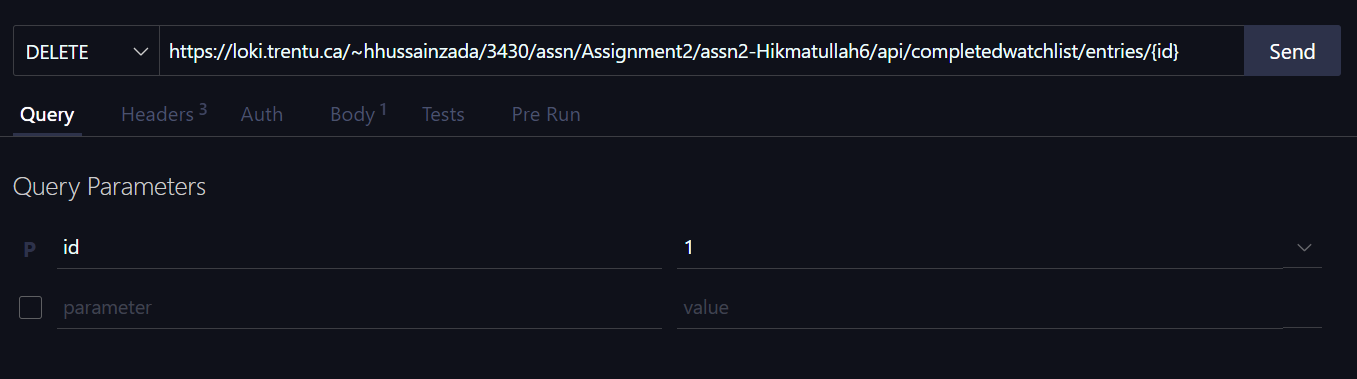 DELETE https://loki.trentu.ca/~hhussainzada/3430/assn/Assignment2/assn2-Hikmatullah6/api/completedwatchlist/entries/{id} Send
Query Headers 3 Auth Body 1 Tests Pre Run
Query Parameters
P id 1
parameter value